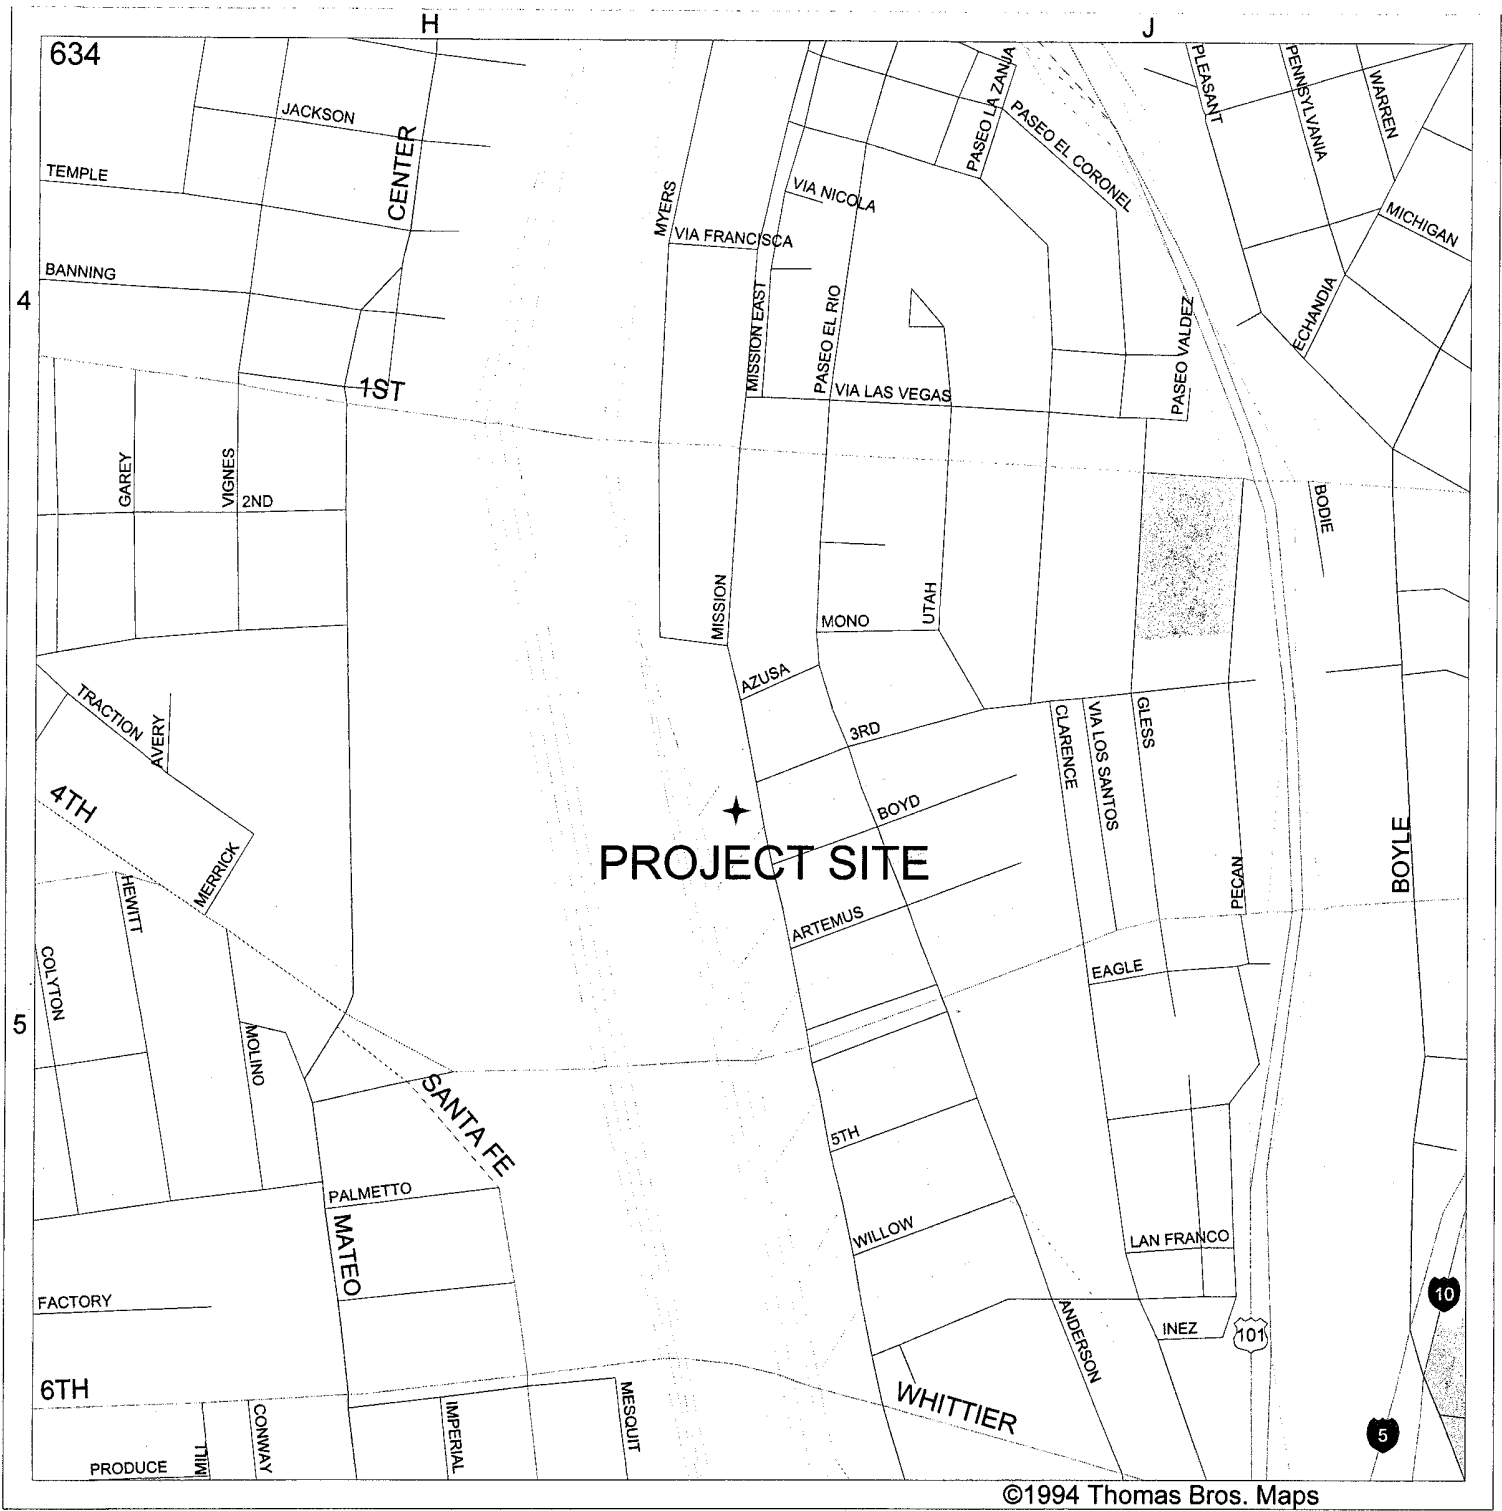 H
J
634
JACKSON
CENTER
TEMPLE
BANNING
4
1ST
MYERS
VIA NICOLA
VIA FRANCISCA
MISSION EAST
PASEO EL RIO
VIA LAS VEGAS
PASEO LA ZANJA
PASEO EL CORONEL
PASEO VALDEZ
PLEASANT
PENNSYLVANIA
WARREN
MICHIGAN
ECHANDIA
GAREY
VIGNES
2ND
BODIE
MISSION
MONO
UTAH
AZUSA
3RD
TRACTION
AVERY
4TH
MERRICK
HEWITT
COLYTON
CLARENCE
VIA LOS SANTOS
GLESS
BOYD
PROJECT SITE
BOYLE
PECAN
ARTEMUS
EAGLE
5
MOLINO
SANTA FE
5TH
PALMETTO
MATEO
WILLOW
LAN FRANCO
FACTORY
10
INEZ
101
ANDERSON
6TH
WHITTIER
MESQUIT
IMPERIAL
CONWAY
MILL
PRODUCE
5
©1994 Thomas Bros. Maps